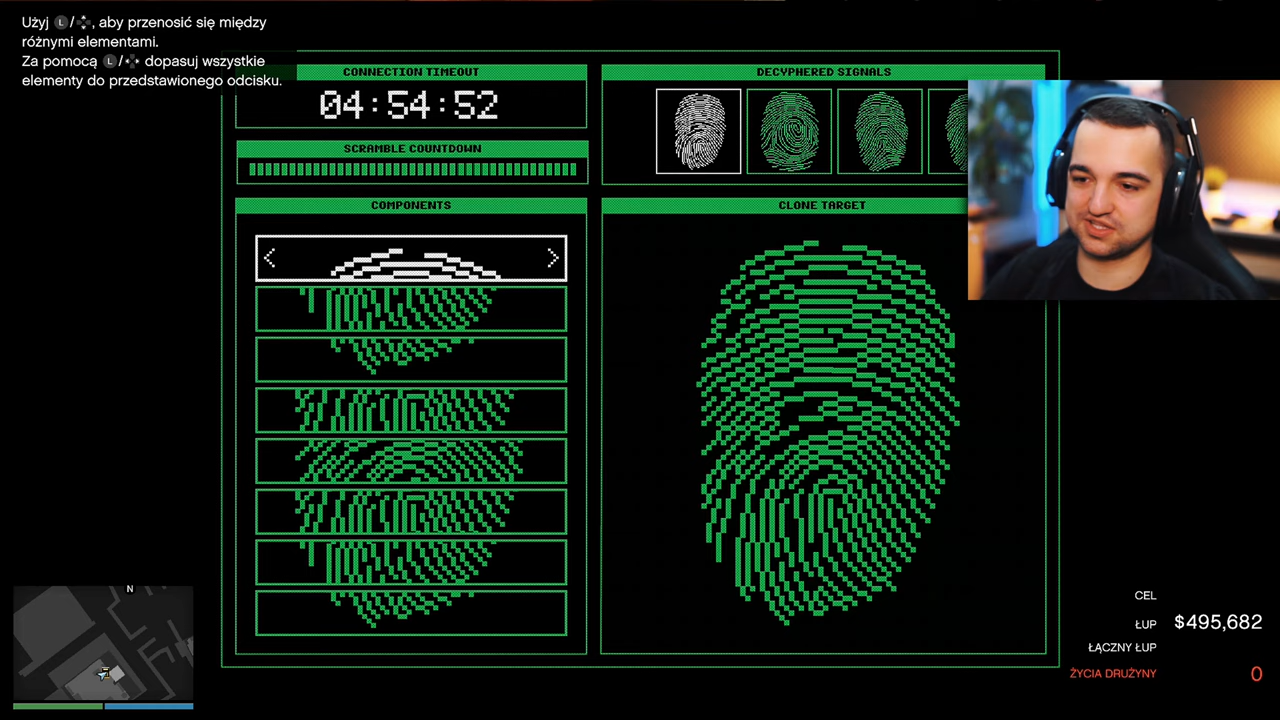 Użyj L/, aby przenosić się między
różnymi elementami.
Za pomocą L/ dopasuj wszystkie
elementy do przedstawionego odcisku.
CONNECTION TIMEOUT
04:54:52
DECYPHERED SIGNALS
SCRAMBLE COUNTDOWN
COMPONENTS
CLONE TARGET
< >
N
CEL
ŁUP $495,682
ŁĄCZNY ŁUP
ŻYCIA DRUŻYNY 0